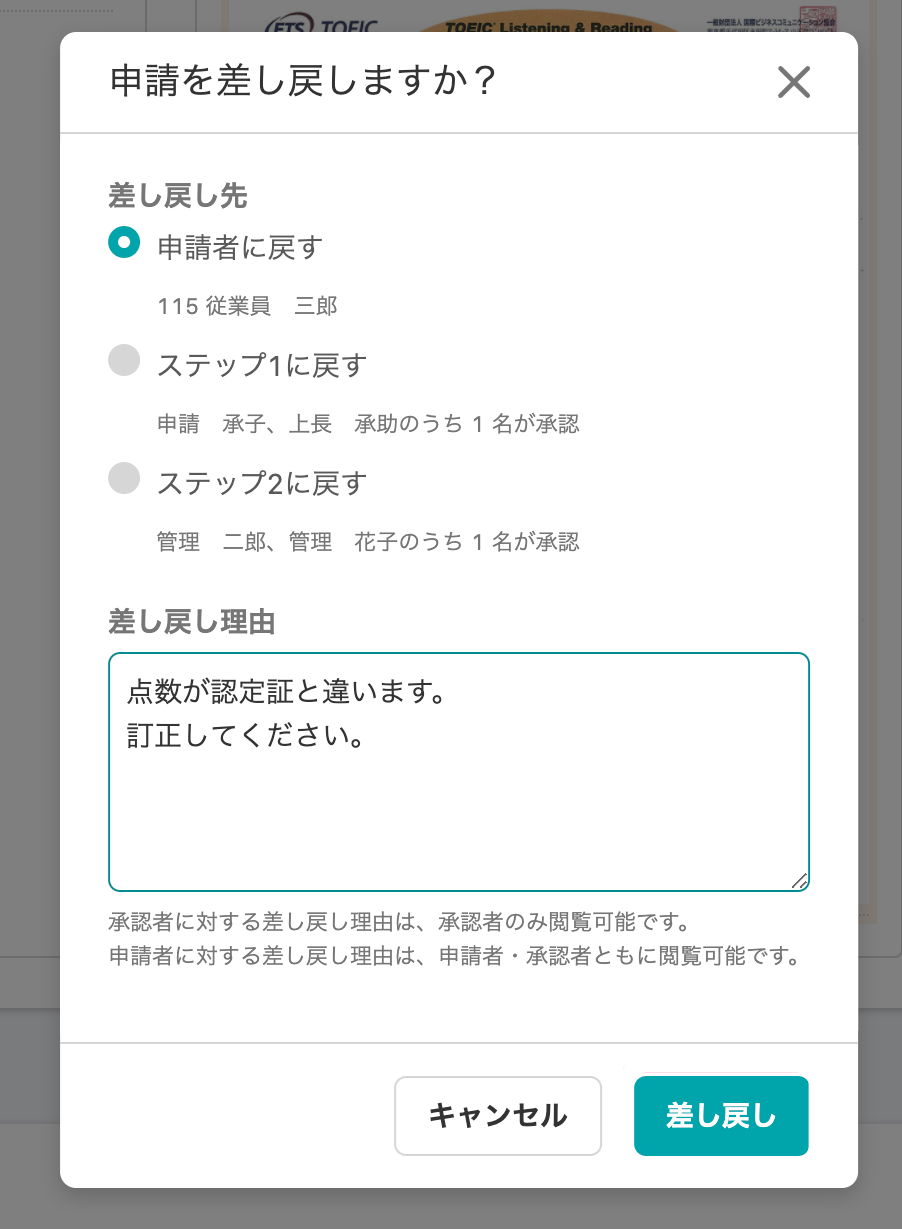 ETS TOEIC
TOEIC Listening & Reading
一般財団法人 国際ビジネスコミュニケーション協会
申請を差し戻しますか？
差し戻し先
申請者に戻す
115 従業員　三郎
ステップ1に戻す
申請　承子、上長　承助のうち 1 名が承認
ステップ2に戻す
管理　二郎、管理　花子のうち 1 名が承認
差し戻し理由
点数が認定証と違います。
訂正してください。
承認者に対する差し戻し理由は、承認者のみ閲覧可能です。
申請者に対する差し戻し理由は、申請者・承認者ともに閲覧可能です。
キャンセル
差し戻し